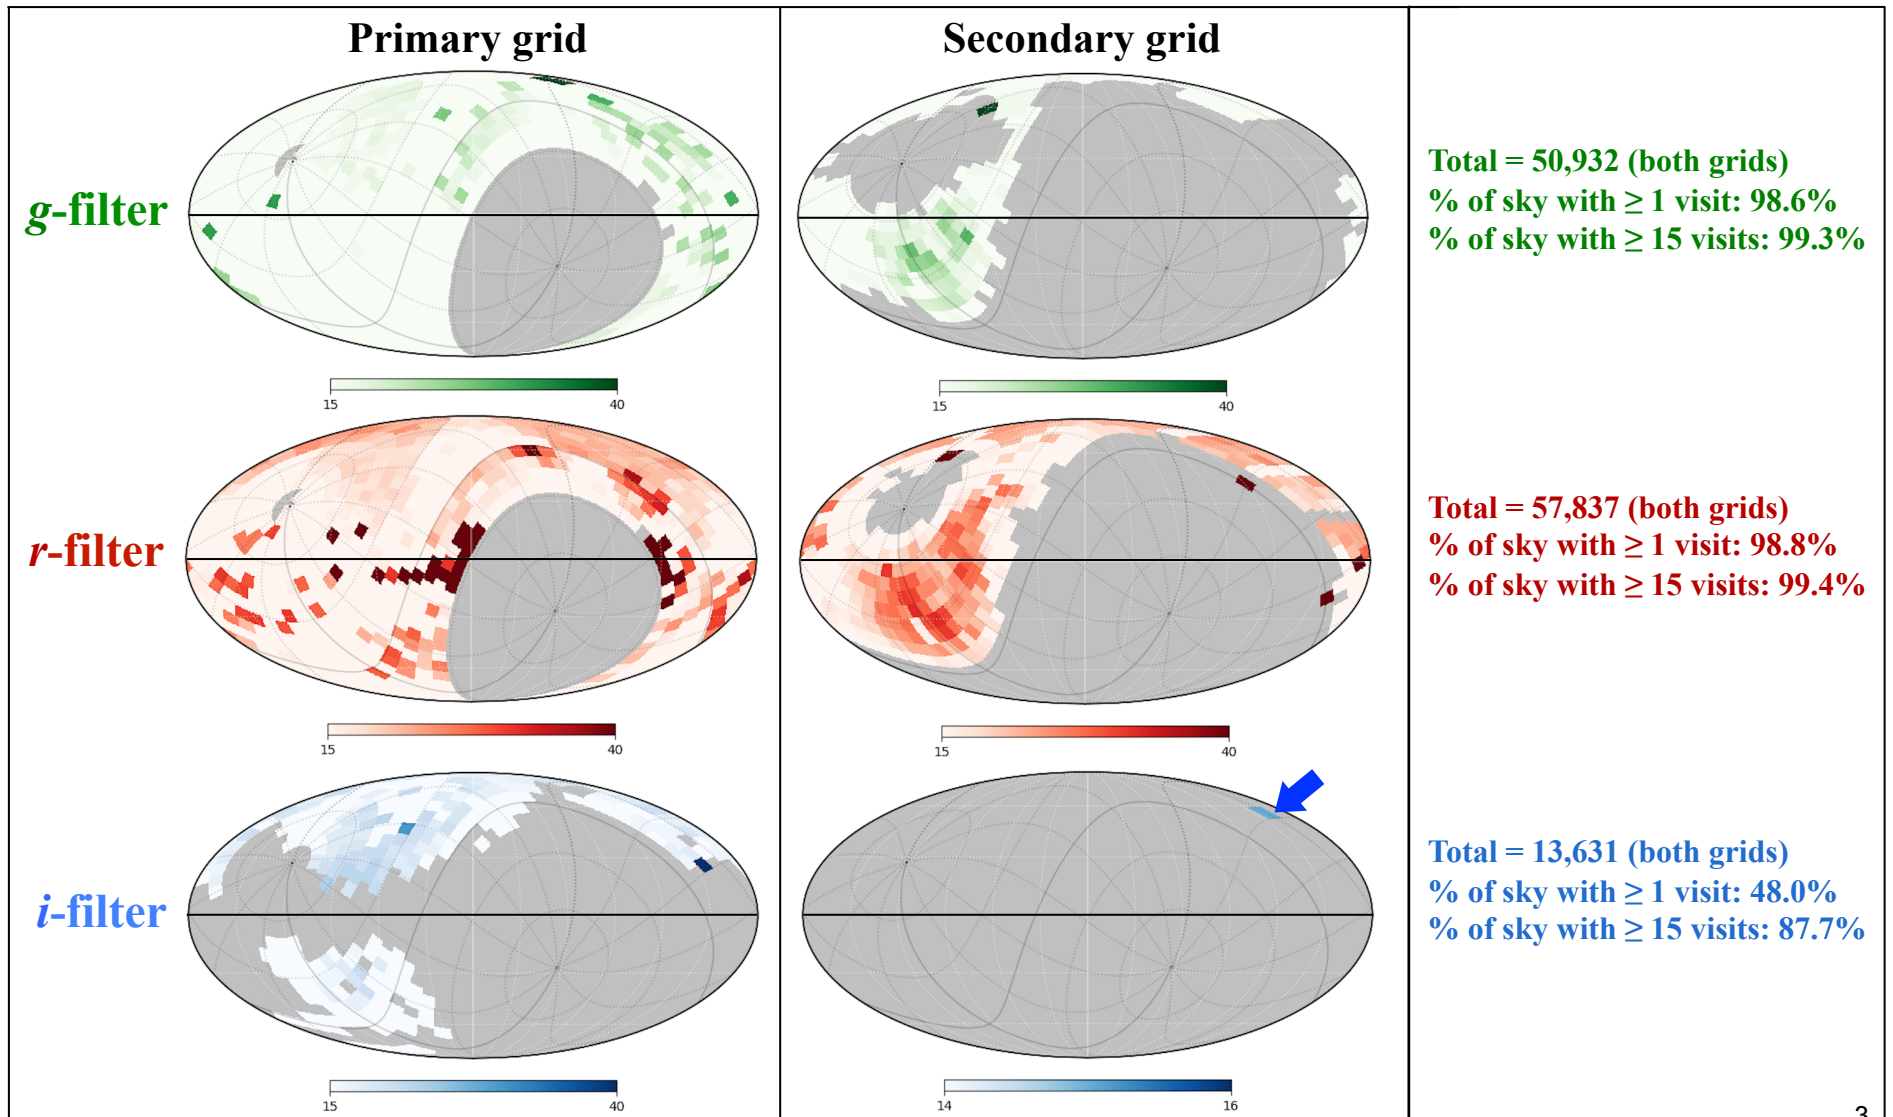 Primary grid
Secondary grid
g-filter
Total = 50,932 (both grids)
% of sky with ≥ 1 visit: 98.6%
% of sky with ≥ 15 visits: 99.3%
15 40
15 40
r-filter
Total = 57,837 (both grids)
% of sky with ≥ 1 visit: 98.8%
% of sky with ≥ 15 visits: 99.4%
15 40
15 40
i-filter
Total = 13,631 (both grids)
% of sky with ≥ 1 visit: 48.0%
% of sky with ≥ 15 visits: 87.7%
15 40
14 16
3